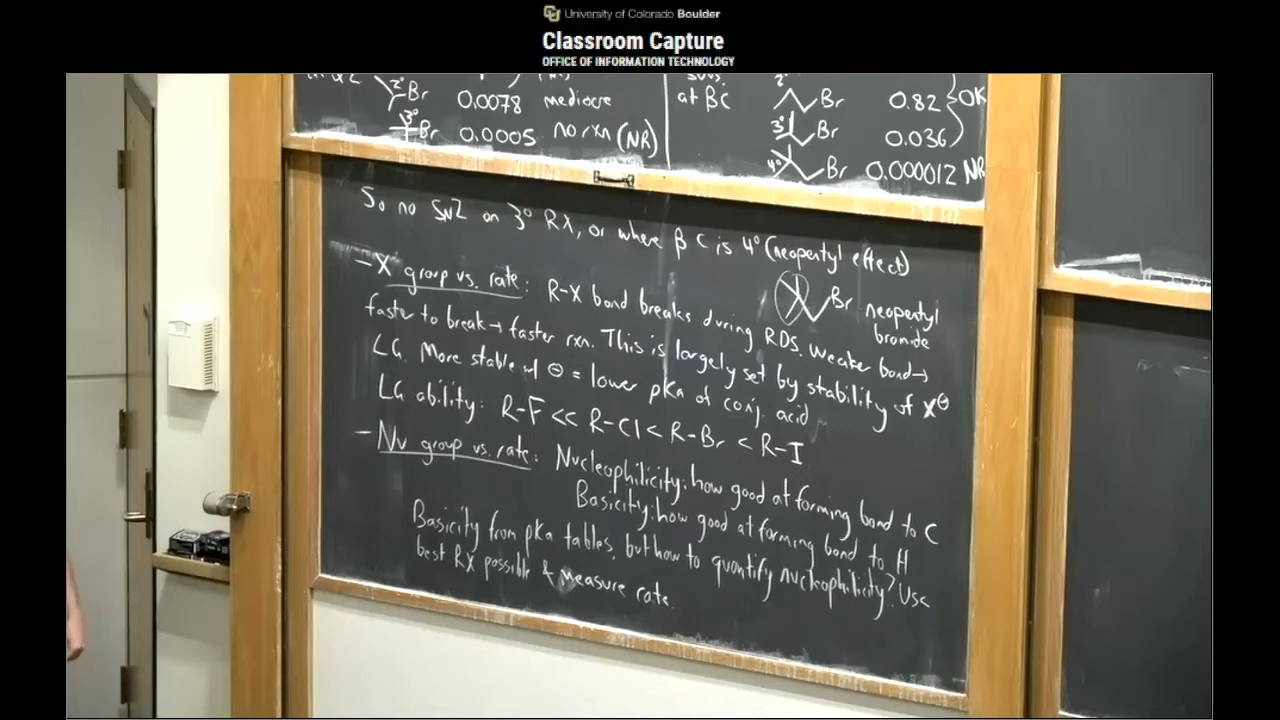 University of Colorado Boulder
Classroom Capture
OFFICE OF INFORMATION TECHNOLOGY
2° Br 0.0078 mediocre
3° Br 0.0005 no rxn (NR)
at βC
2° Br 0.82 } OK
3° Br 0.036
4° Br 0.000012 NR
So no SN2 on 3° RX, or where β C is 4° (neopentyl effect)
- X group vs. rate: R-X bond breaks during RDS. Weaker bond →
Br neopentyl
bromide
faster to break → faster rxn. This is largely set by stability of X⊖
LG. More stable w/ ⊖ = lower pKa of conj. acid
LG ability: R-F << R-Cl < R-Br < R-I
- Nu group vs. rate: Nucleophilicity: how good at forming bond to C
Basicity: how good at forming bond to H
Basicity from pKa tables, but how to quantify nucleophilicity? Use
best RX possible & measure rate.